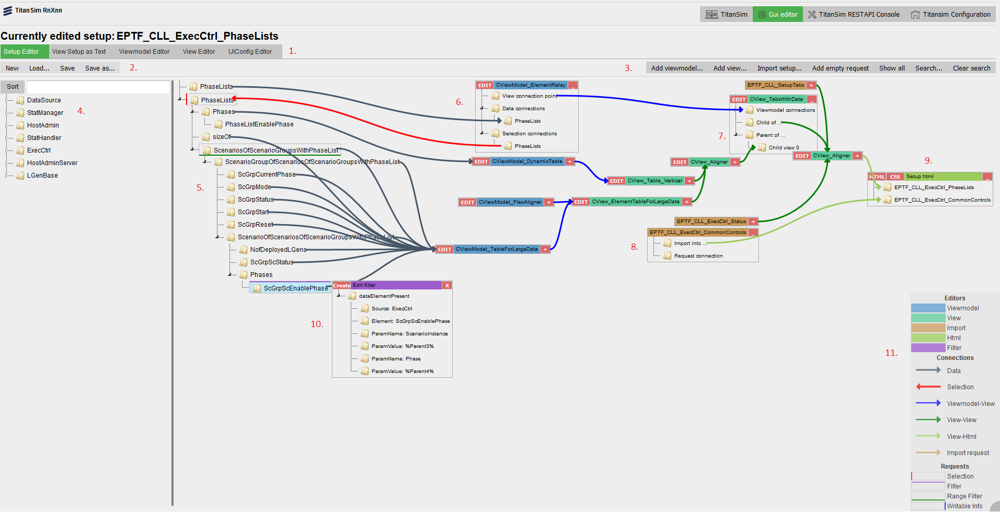 TitanSim RnXnn
TitanSim
Gui editor
TitanSim RESTAPI Console
Titansim Configuration
Currently edited setup: EPTF_CLL_ExecCtrl_PhaseLists
Setup Editor
View Setup as Text
Viewmodel Editor
View Editor
UIConfig Editor
1.
New
Load...
Save
Save as...
2.
3.
Add viewmodel...
Add view...
Import setup...
Add empty request
Show all
Search...
Clear search
Sort
DataSource
StatManager
HostAdmin
StatHandler
ExecCtrl
HostAdminServer
LGenBase
4.
PhaseLists
PhaseLists
Phases
PhaseListEnablePhase
sizeOf
ScenariosOfScenarioGroupsWithPhaseList
ScenarioGroupOfScenariosOfScenarioGroupsWithPhaseList
ScGrpCurrentPhase
ScGrpMode
ScGrpStatus
ScGrpStart
ScGrpReset
ScenarioOfScenariosOfScenarioGroupsWithPhaseList
NofDeployedLGens
ScGrpScStatus
Phases
ScGrpScEnablePhase
5.
6.
EDIT CViewModel_ElementRelay _
View connection point
Data connections
PhaseLists
Selection connections
PhaseLists
EDIT CViewModel_DynamicTable +
EDIT CView_Table_Vertical +
EDIT CViewModel_FlexAligner +
EDIT CView_ElementTableForLargeData +
EDIT CView_Aligner +
EDIT CViewModel_TableForLargeData +
EPTF_CLL_SetupTabs +
7.
EDIT CView_TabsWithData _
Viewmodel connections
Child of ...
Parent of ...
Child view 0
EDIT CView_Aligner +
EPTF_CLL_ExecCtrl_Status +
EPTF_CLL_ExecCtrl_CommonControls _
Import into ...
Request connection
8.
9.
HTML CSS Setup html _
EPTF_CLL_ExecCtrl_PhaseLists
EPTF_CLL_ExecCtrl_CommonControls
Create Edit filter X
dataElementPresent
Source: ExecCtrl
Element: ScGrpScEnablePhase
ParamName: ScenarioInstance
ParamValue: %Parent3%
ParamName: Phase
ParamValue: %Parent4%
10.
11.
Editors
Viewmodel
View
Import
Html
Filter
Connections
Data
Selection
Viewmodel-View
View-View
View-Html
Import request
Requests
Selection
Filter
Range Filter
Writable Info